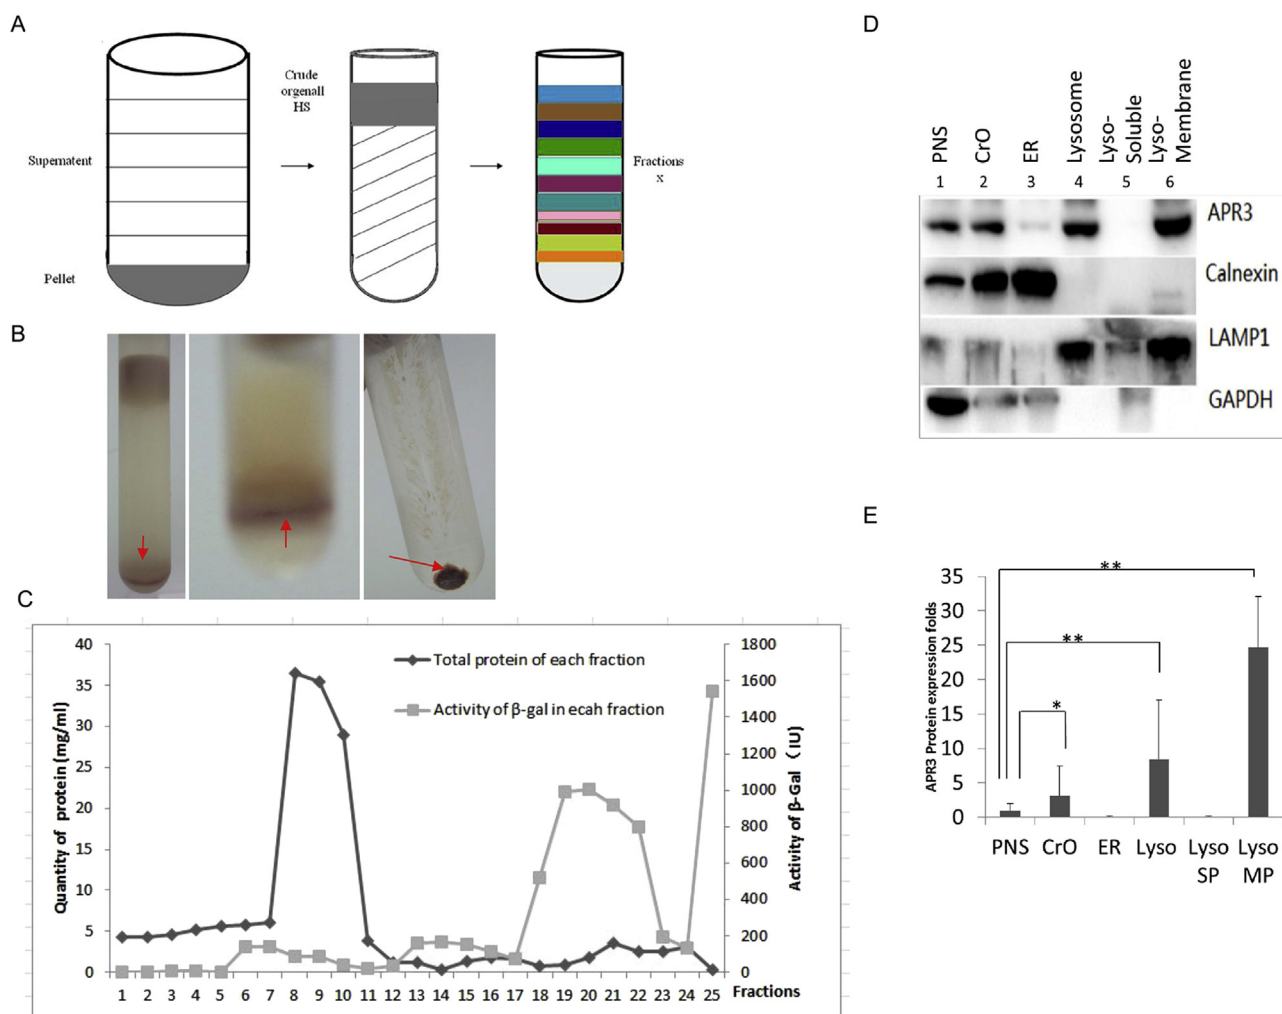 A
Crude
orgenall
HS
Supematent
Fractions
x
Pellet
B
C
40
35
30
25
20
15
10
5
0
Quantity of protein (mg/ml)
Total protein of each fraction
Activity of β-gal in ecah fraction
1800
1600
1400
1200
1000
800
600
400
200
0
Activity of β-Gal (IU)
1 2 3 4 5 6 7 8 9 10 11 12 13 14 15 16 17 18 19 20 21 22 23 24 25 Fractions
D
PNS
CrO
ER
Lysosome
Lyso-
Soluble
Lyso-
Membrane
1 2 3 4 5 6
APR3
Calnexin
LAMP1
GAPDH
E
APR3 Protein expression folds
35
30
25
20
15
10
5
0
**
**
*
PNS CrO ER Lyso Lyso Lyso
SP MP